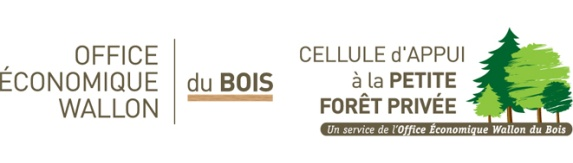 OFFICE
ÉCONOMIQUE
WALLON
du BOIS
CELLULE d'APPUI
à la PETITE
FORÊT PRIVÉE
Un service de l'Office Économique Wallon du Bois